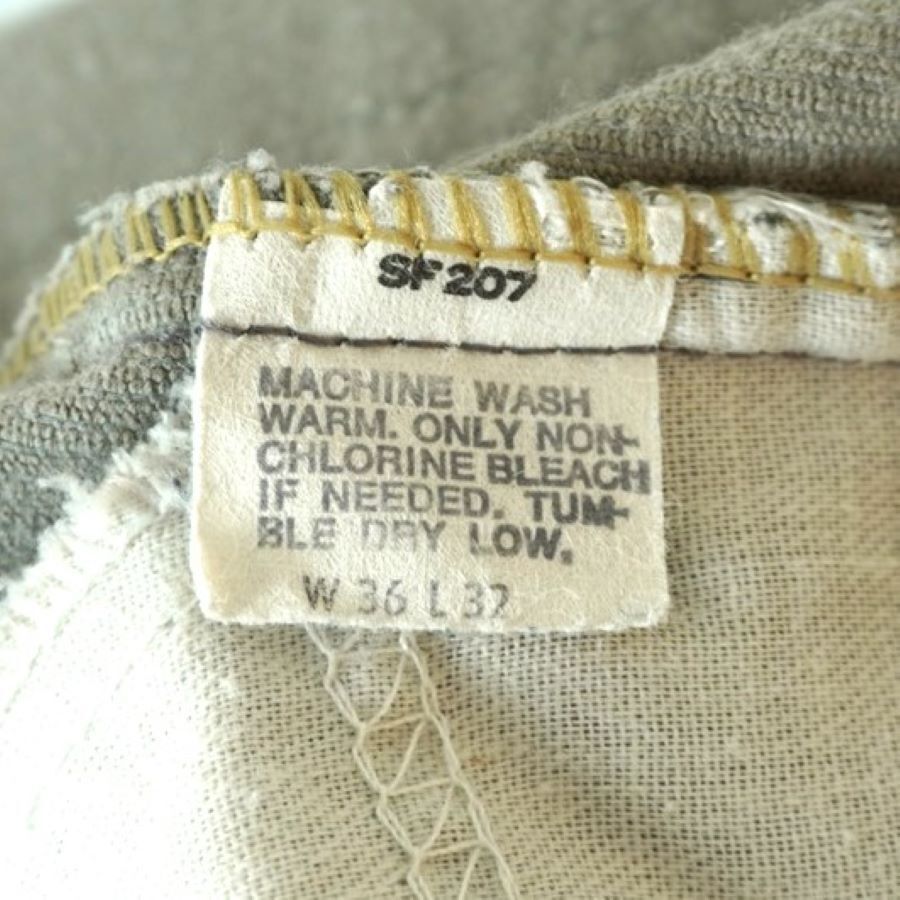 SF207
MACHINE WASH
WARM. ONLY NON-
CHLORINE BLEACH
IF NEEDED. TUM-
BLE DRY LOW.
W 36 L 32